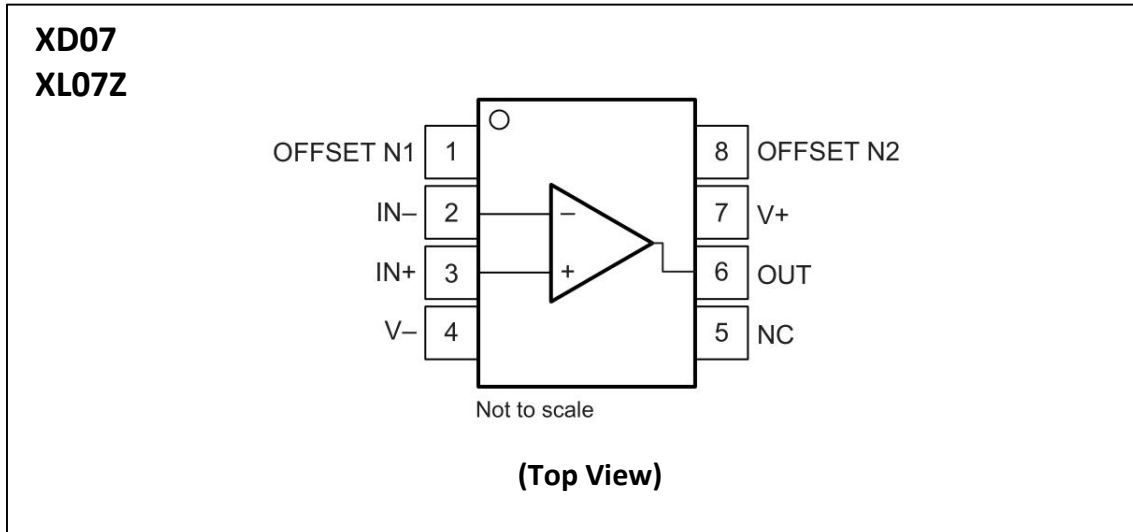 XD07
XL07Z
OFFSET N1 1
8 OFFSET N2
IN– 2
–
7 V+
IN+ 3
+
6 OUT
V– 4
5 NC
Not to scale
(Top View)